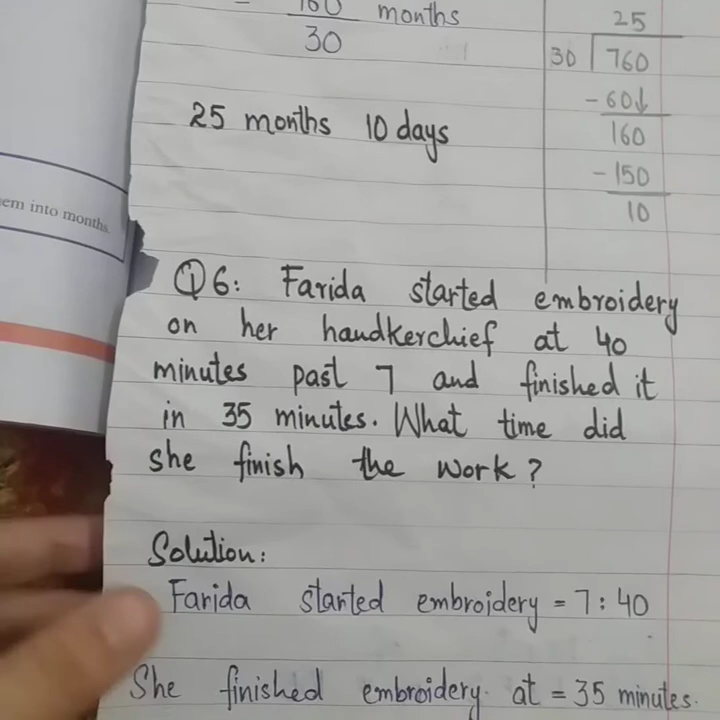 760 months
30
25
30 760
- 60↓
160
- 150
10
25 months 10 days
em into months.
Q6: Farida started embroidery
on her handkerchief at 40
minutes past 7 and finished it
in 35 minutes. What time did
she finish the work?
Solution:
Farida started embroidery = 7:40
She finished embroidery at = 35 minutes.